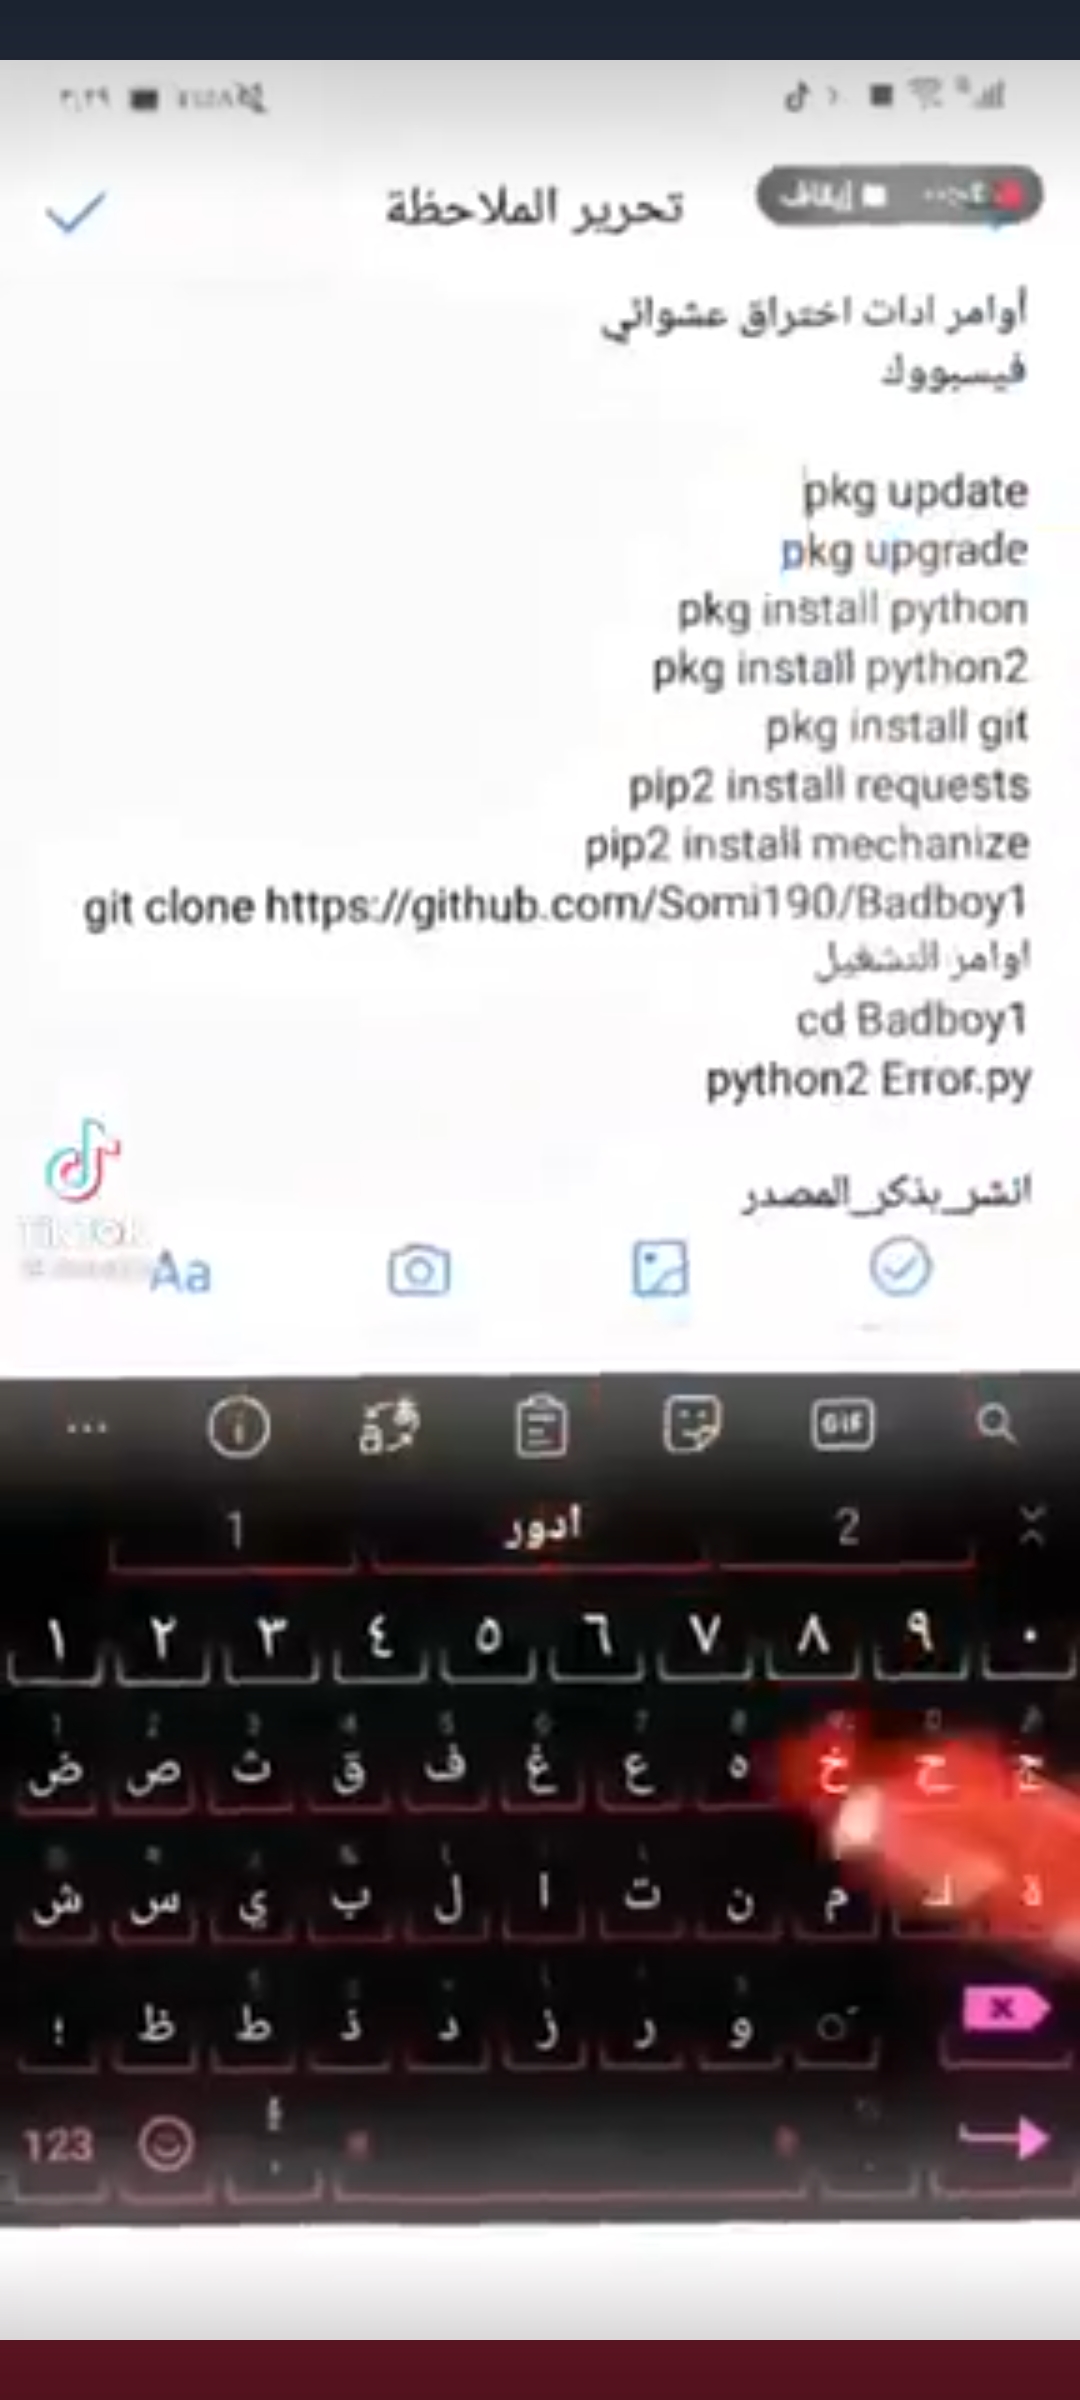 تحرير الملاحظة
إيقاف
أوامر ادات اختراق عشوائي
فيسبووك
pkg update
pkg upgrade
pkg install python
pkg install python2
pkg install git
pip2 install requests
pip2 install mechanize
git clone https://github.com/Somi190/Badboy1
اوامر التشغيل
cd Badboy1
python2 Error.py
انشر_بذكر_المصدر
TikTok
Aa
GIF
1 ادور 2
١ ٢ ٣ ٤ ٥ ٦ ٧ ٨ ٩ ٠
ض ص ث ق ف غ ع ه خ ح ج
ش س ي ب ل ا ت ن م ك ة
ظ ط ذ د ز ر و
123